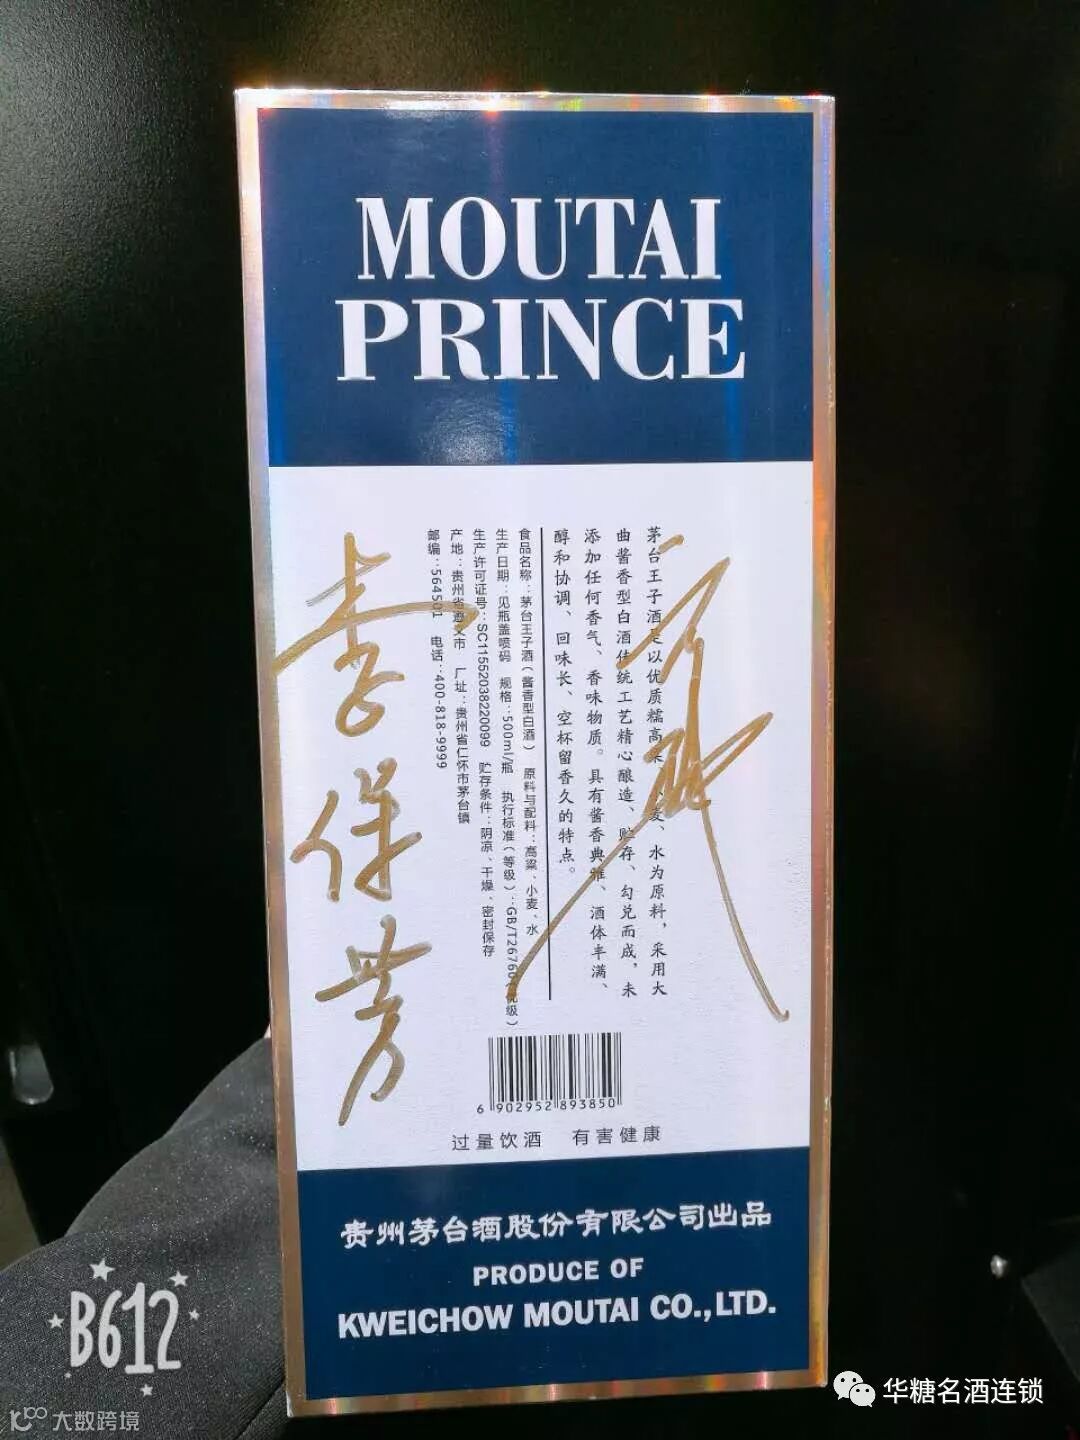 MOUTAI
PRINCE
茅台王子酒是以优质糯高粱、小麦、水为原料，采用大
曲酱香型白酒传统工艺精心酿造、贮存、勾兑而成，未
添加任何香气、香味物质。具有酱香典雅、酒体丰满、
醇和协调、回味长、空杯留香久的特点。
食品名称：茅台王子酒（酱香型白酒） 原料与配料：高粱、小麦、水
生产日期：见瓶盖喷码 规格：500ml/瓶 执行标准（等级）：GB/T26760（优级）
生产许可证号：SC11552038220099 贮存条件：阴凉、干燥、密封保存
产地：贵州省遵义市 厂址：贵州省仁怀市茅台镇
邮编：564501 电话：400-818-9999
李保芳
6 902952 893850
过量饮酒 有害健康
贵州茅台酒股份有限公司出品
PRODUCE OF
KWEICHOW MOUTAI CO.,LTD.
B612
华糖名酒连锁
大数跨境